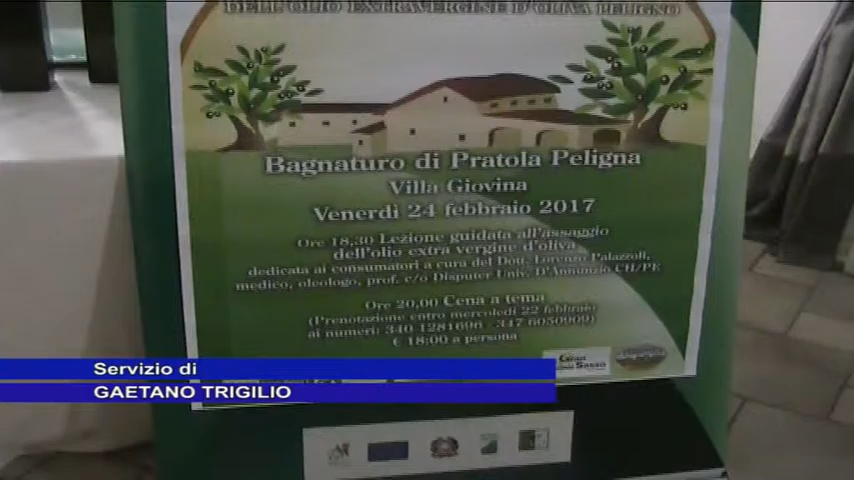 DELL'OLIO EXTRAVERGINE D'OLIVA PELIGNO
Bagnaturo di Pratola Peligna
Villa Giovina
Venerdì 24 febbraio 2017
Ore 18,30 Lezione guidata all'assaggio
dell'olio extra vergine d'oliva
dedicata ai consumatori a cura del Dott. Lorenzo Palazzoli,
medico, oleologo, prof. c/o Disputer Univ. D'Annunzio CH/PE
Ore 20,00 Cena a tema
(Prenotazione entro mercoledì 22 febbraio
ai numeri: 340 1281696 - 347 6050909)
€ 18:00 a persona
Gran Sasso
Servizio di
GAETANO TRIGILIO